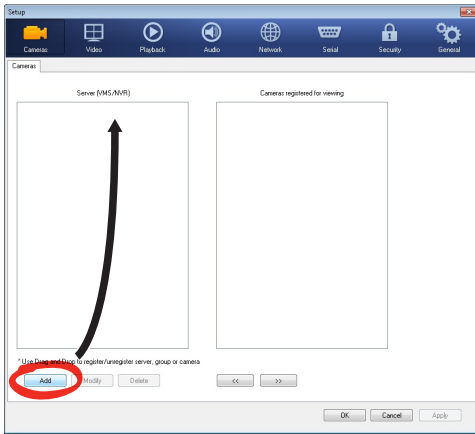 Setup
Cameras Video Playback Audio Network Serial Security General
Cameras
Server (VMS/NVR) Cameras registered for viewing
* Use Drag and Drop to register/unregister server, group or camera
Add Modify Delete << >>
OK Cancel Apply